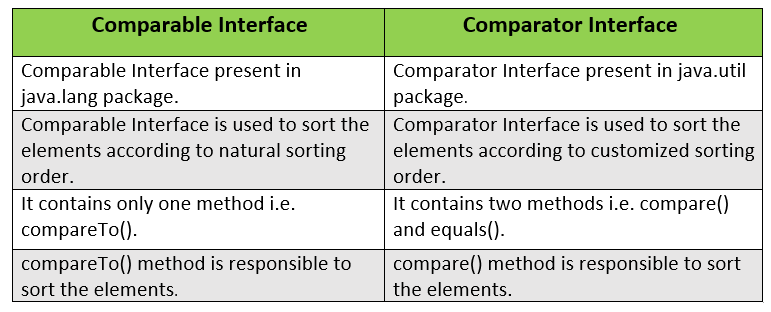 Comparable Interface
Comparator Interface
Comparable Interface present in
java.lang package.
Comparator Interface present in java.util
package.
Comparable Interface is used to sort the
elements according to natural sorting
order.
Comparator Interface is used to sort the
elements according to customized sorting
order.
It contains only one method i.e.
compareTo().
It contains two methods i.e. compare()
and equals().
compareTo() method is responsible to
sort the elements.
compare() method is responsible to sort
the elements.